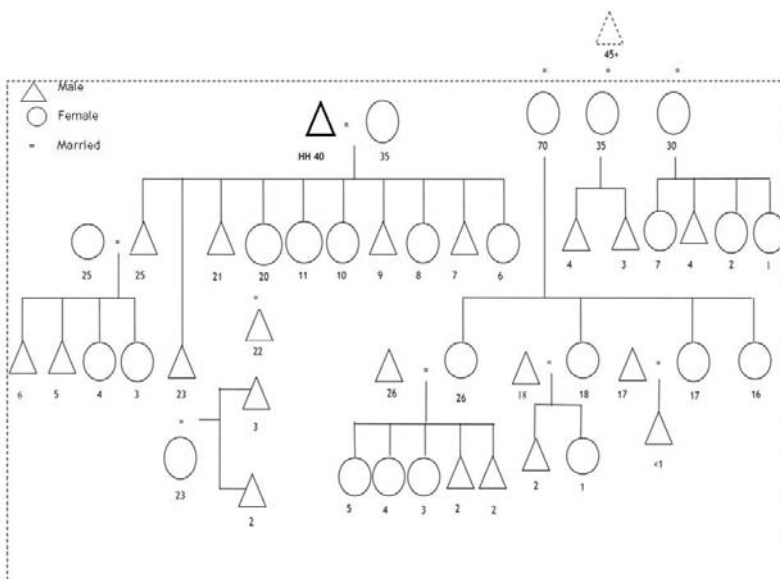 45+
= = =
Male
Female
= Married
=
HH 40 35
70 35 30
=
25 25 21 20 11 10 9 8 7 6
4 3 7 4 2 1
=
22
= = =
6 5 4 3 23
26 26 18 18 17 17 16
3
=
23
2
5 4 3 2 2
2 1
<1